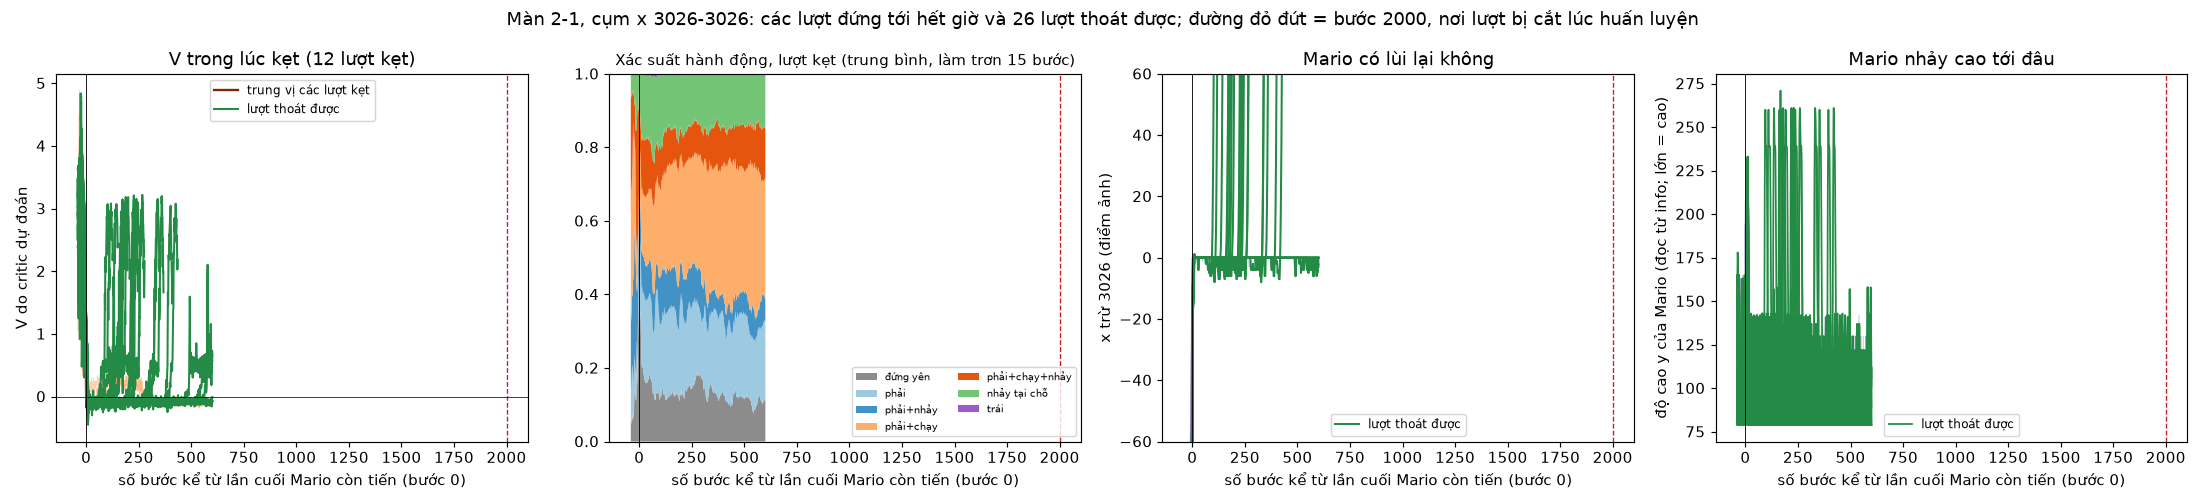 Màn 2-1, cụm x 3026-3026: các lượt đứng tới hết giờ và 26 lượt thoát được; đường đỏ đứt = bước 2000, nơi lượt bị cắt lúc huấn luyện
V trong lúc kẹt (12 lượt kẹt)
V do critic dự đoán
5
4
3
2
1
0
trung vị các lượt kẹt
lượt thoát được
0 250 500 750 1000 1250 1500 1750 2000
số bước kể từ lần cuối Mario còn tiến (bước 0)
Xác suất hành động, lượt kẹt (trung bình, làm trơn 15 bước)
1.0
0.8
0.6
0.4
0.2
0.0
đứng yên
phải
phải+nhảy
phải+chạy
phải+chạy+nhảy
nhảy tại chỗ
trái
0 250 500 750 1000 1250 1500 1750 2000
số bước kể từ lần cuối Mario còn tiến (bước 0)
Mario có lùi lại không
x trừ 3026 (điểm ảnh)
60
40
20
0
−20
−40
−60
lượt thoát được
0 250 500 750 1000 1250 1500 1750 2000
số bước kể từ lần cuối Mario còn tiến (bước 0)
Mario nhảy cao tới đâu
độ cao y của Mario (đọc từ info; lớn = cao)
275
250
225
200
175
150
125
100
75
lượt thoát được
0 250 500 750 1000 1250 1500 1750 2000
số bước kể từ lần cuối Mario còn tiến (bước 0)